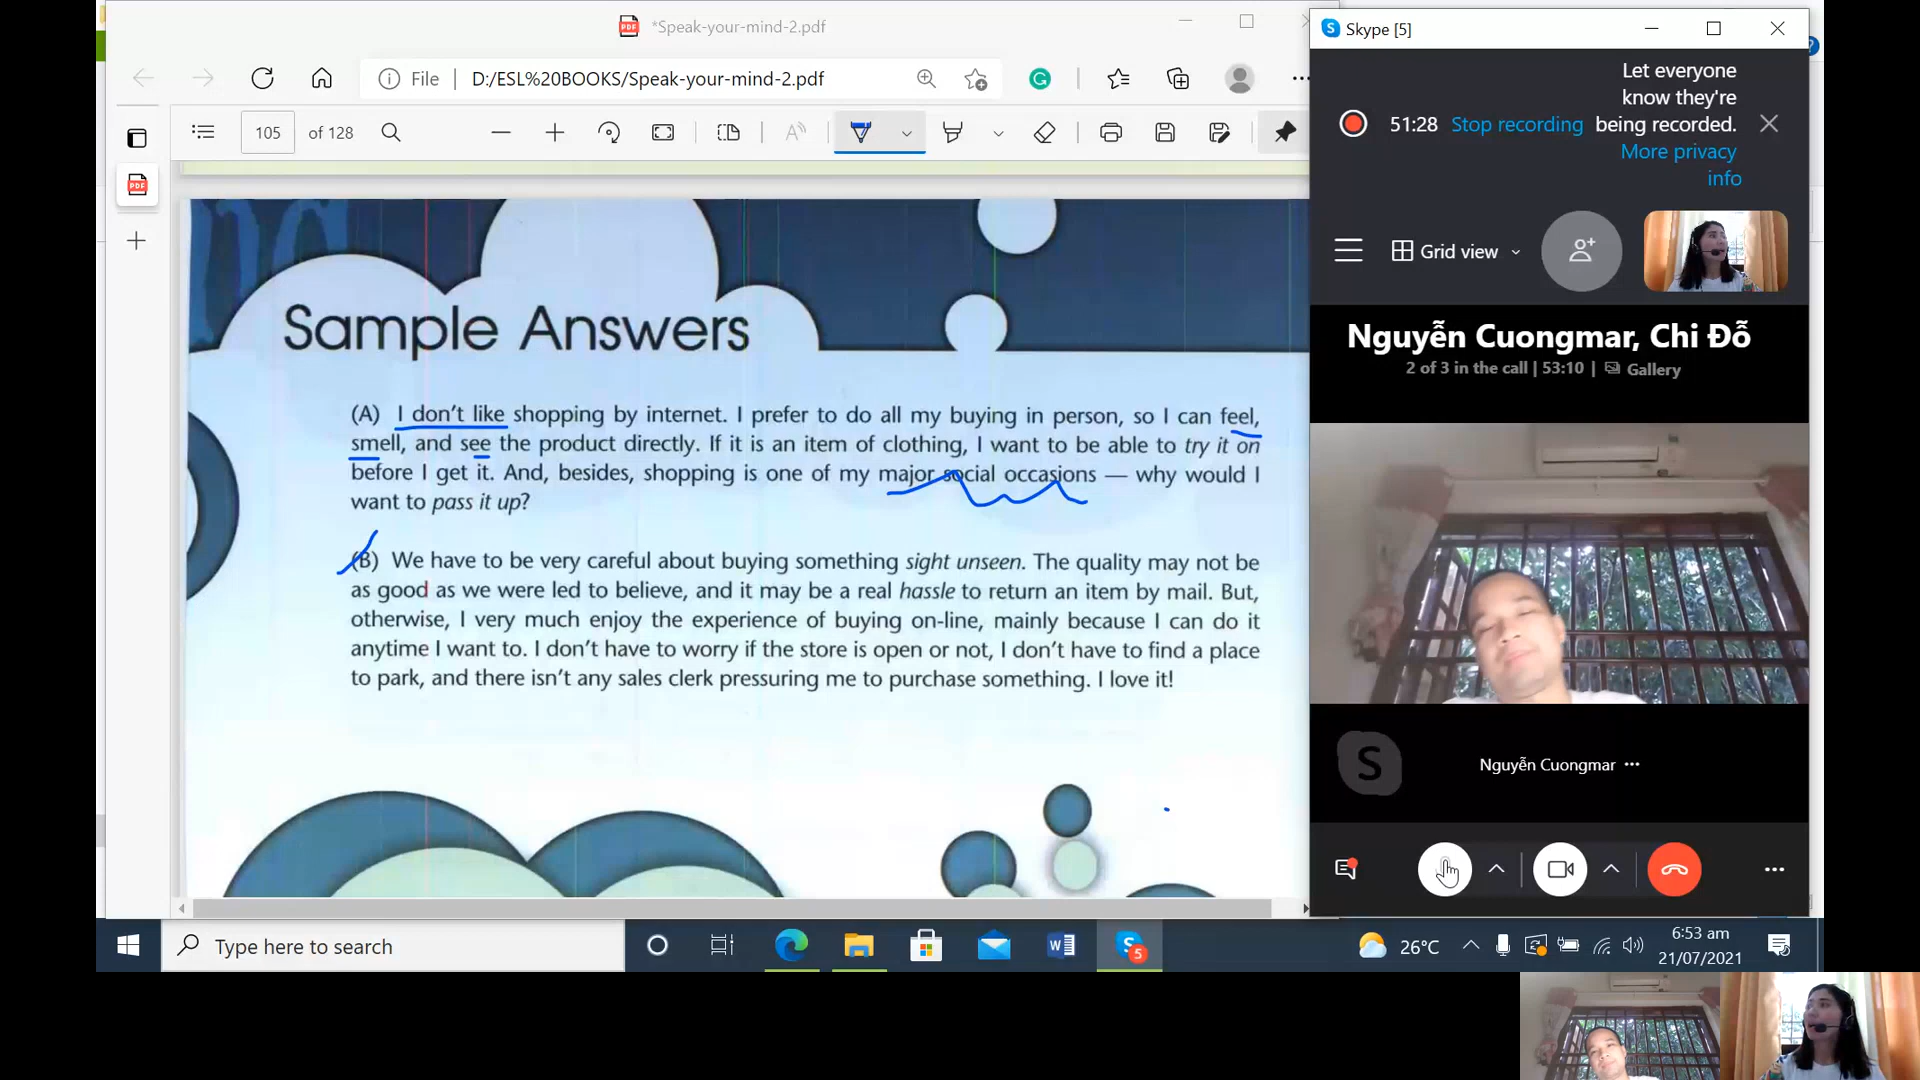 *Speak-your-mind-2.pdf
File
D:/ESL%20BOOKS/Speak-your-mind-2.pdf
105 of 128
Sample Answers
(A) I don't like shopping by internet. I prefer to do all my buying in person, so I can feel,
smell, and see the product directly. If it is an item of clothing, I want to be able to try it on
before I get it. And, besides, shopping is one of my major social occasions — why would I
want to pass it up?
(B) We have to be very careful about buying something sight unseen. The quality may not be
as good as we were led to believe, and it may be a real hassle to return an item by mail. But,
otherwise, I very much enjoy the experience of buying on-line, mainly because I can do it
anytime I want to. I don't have to worry if the store is open or not, I don't have to find a place
to park, and there isn't any sales clerk pressuring me to purchase something. I love it!
Skype [5]
Let everyone
know they're
51:28 Stop recording being recorded.
More privacy
info
Grid view
Nguyễn Cuongmar, Chi Đỗ
2 of 3 in the call | 53:10 | Gallery
S
Nguyễn Cuongmar
Type here to search
5
26°C
6:53 am
21/07/2021